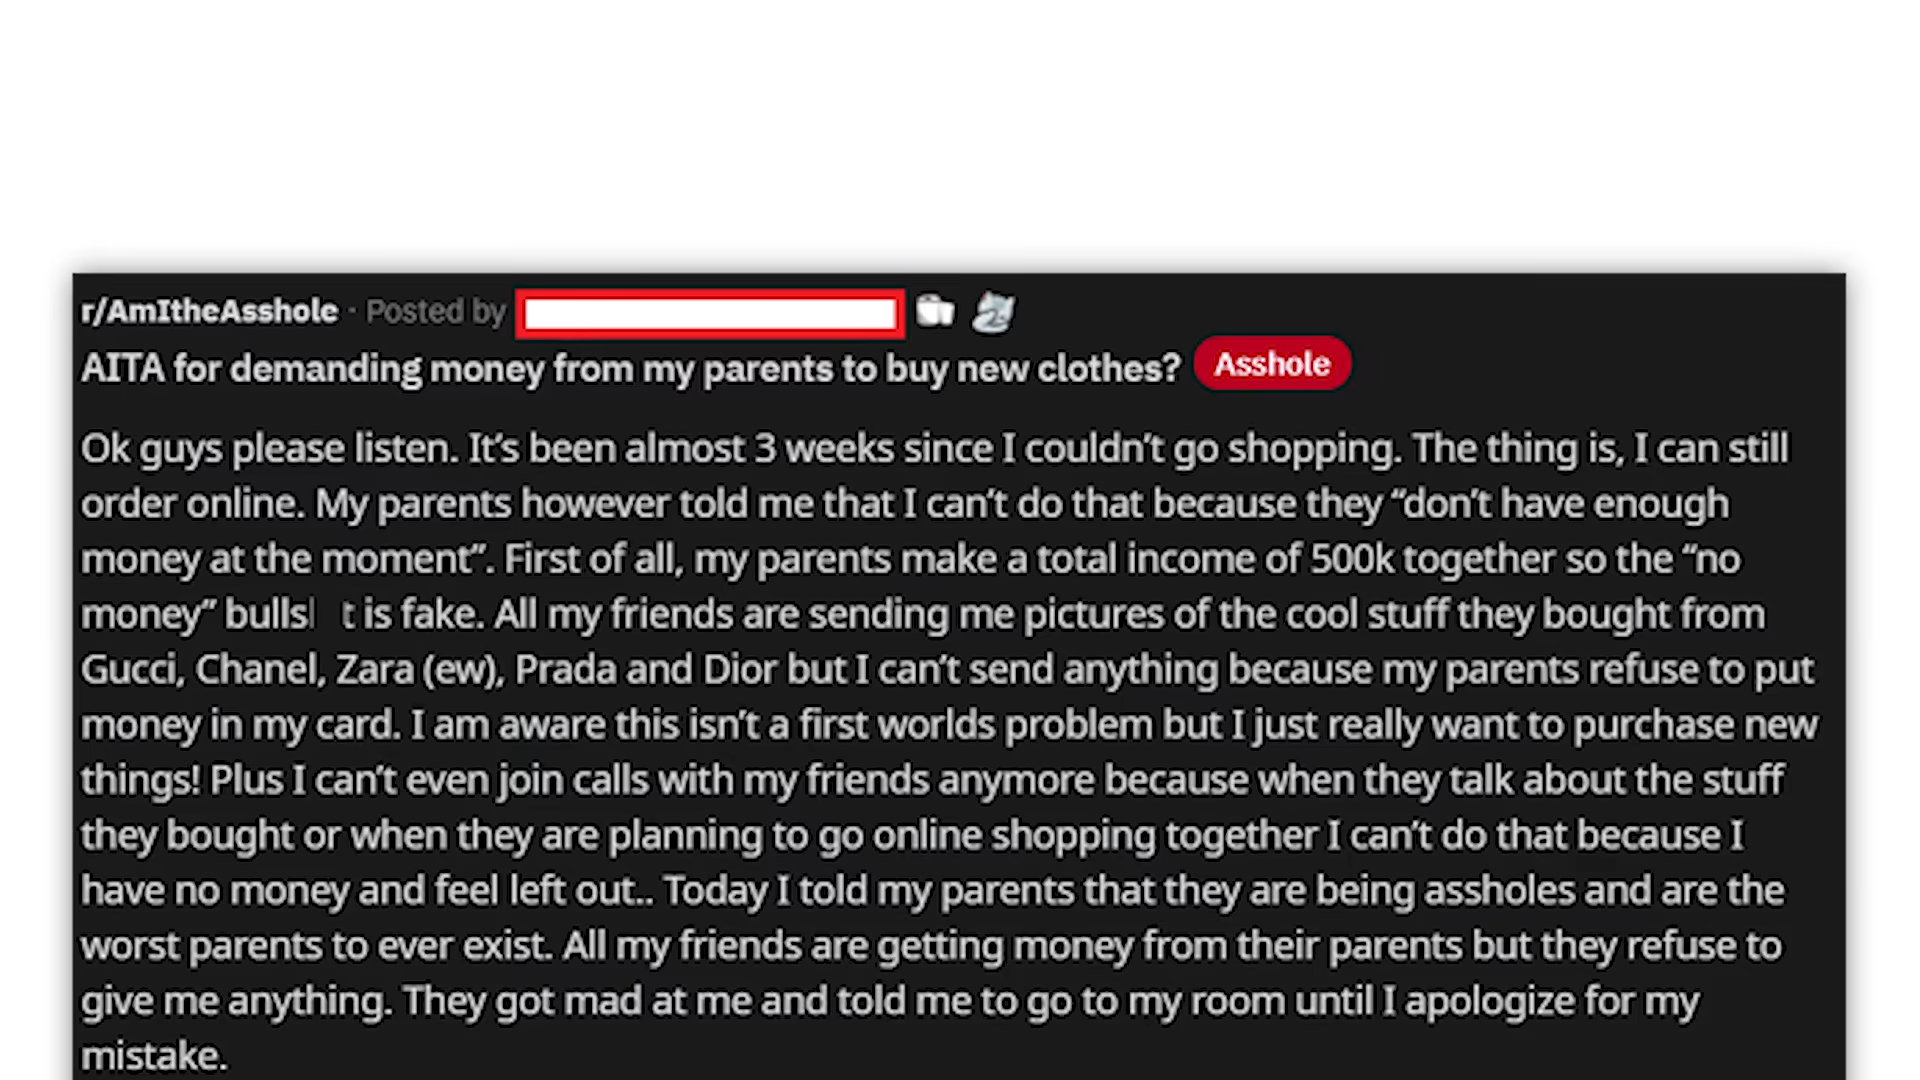 r/AmItheAsshole · Posted by
AITA for demanding money from my parents to buy new clothes? Asshole
Ok guys please listen. It’s been almost 3 weeks since I couldn’t go shopping. The thing is, I can still
order online. My parents however told me that I can’t do that because they “don’t have enough
money at the moment”. First of all, my parents make a total income of 500k together so the “no
money” bullsl t is fake. All my friends are sending me pictures of the cool stuff they bought from
Gucci, Chanel, Zara (ew), Prada and Dior but I can’t send anything because my parents refuse to put
money in my card. I am aware this isn’t a first worlds problem but I just really want to purchase new
things! Plus I can’t even join calls with my friends anymore because when they talk about the stuff
they bought or when they are planning to go online shopping together I can’t do that because I
have no money and feel left out.. Today I told my parents that they are being assholes and are the
worst parents to ever exist. All my friends are getting money from their parents but they refuse to
give me anything. They got mad at me and told me to go to my room until I apologize for my
mistake.